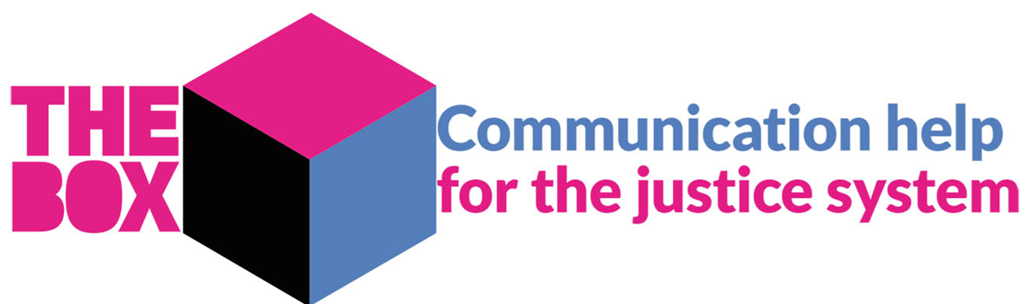 THE
BOX
Communication help
for the justice system